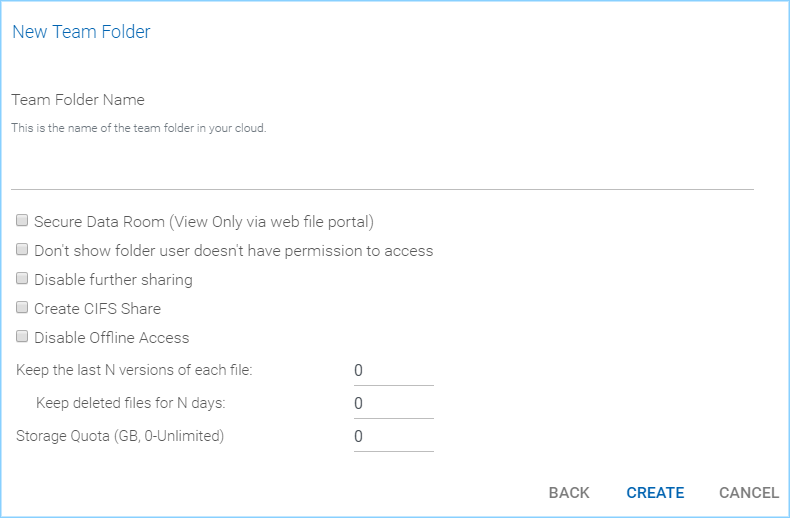 New Team Folder
Team Folder Name
This is the name of the team folder in your cloud.
Secure Data Room (View Only via web file portal)
Don't show folder user doesn't have permission to access
Disable further sharing
Create CIFS Share
Disable Offline Access
Keep the last N versions of each file: 0
Keep deleted files for N days: 0
Storage Quota (GB, 0-Unlimited) 0
BACK CREATE CANCEL